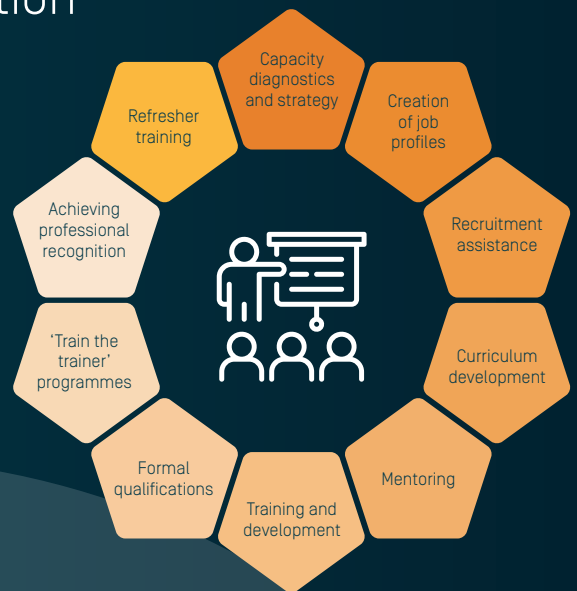 Capacity
diagnostics
and strategy
Creation
of job
profiles
Recruitment
assistance
Curriculum
development
Mentoring
Training and
development
Formal
qualifications
‘Train the
trainer’
programmes
Achieving
professional
recognition
Refresher
training